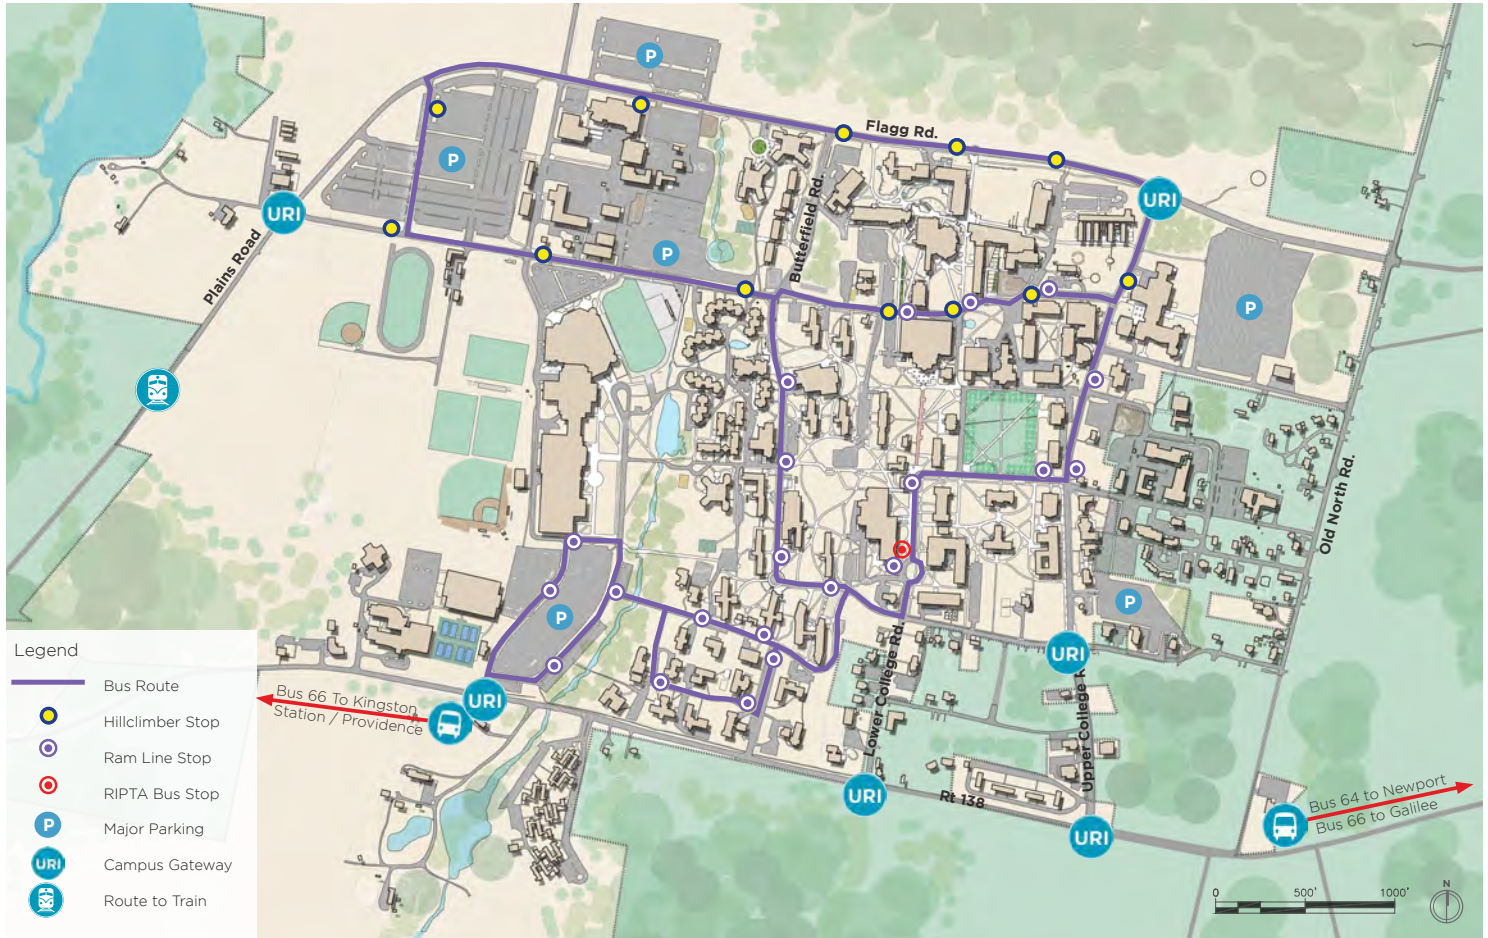 P
Flagg Rd.
P
URI
URI
Butterfield Rd.
Plains Road
P
P
Old North Rd.
P
P
URI
Lower College Rd.
Upper College R
URI
Bus 66 To Kingston
Station / Providence
URI
Rt 138
URI
Bus 64 to Newport
Bus 66 to Galilee
Legend
Bus Route
Hillclimber Stop
Ram Line Stop
RIPTA Bus Stop
P Major Parking
URI Campus Gateway
Route to Train
0 500' 1000'
N